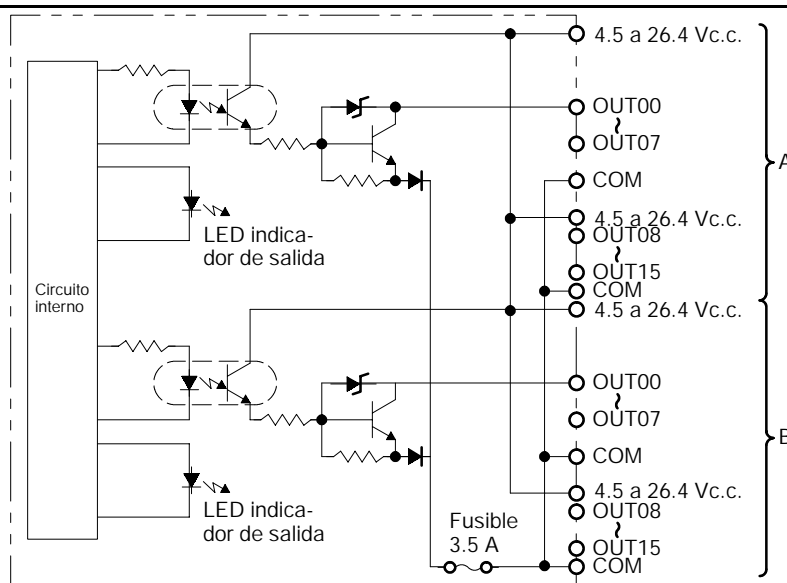 4.5 a 26.4 Vc.c.
OUT00
~
OUT07
A
COM
4.5 a 26.4 Vc.c.
OUT08
LED indica-
dor de salida
~
OUT15
Circuito
interno
COM
4.5 a 26.4 Vc.c.
OUT00
~
OUT07
B
COM
4.5 a 26.4 Vc.c.
OUT08
LED indica-
dor de salida
Fusible
3.5 A
~
OUT15
COM